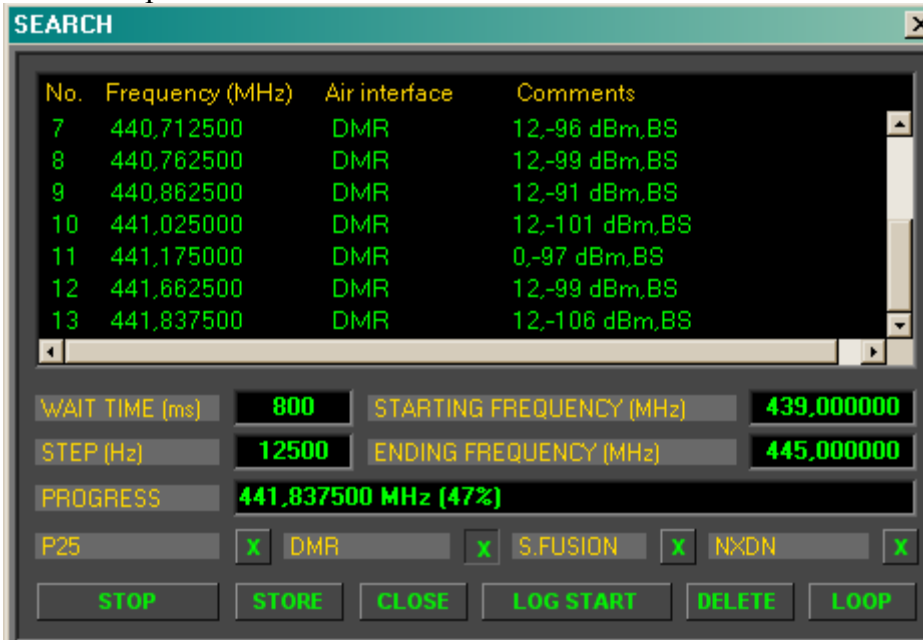 SEARCH
No. Frequency (MHz) Air interface Comments
7 440,712500 DMR 12,-96 dBm,BS
8 440,762500 DMR 12,-99 dBm,BS
9 440,862500 DMR 12,-91 dBm,BS
10 441,025000 DMR 12,-101 dBm,BS
11 441,175000 DMR 0,-97 dBm,BS
12 441,662500 DMR 12,-99 dBm,BS
13 441,837500 DMR 12,-106 dBm,BS
WAIT TIME (ms) 800 STARTING FREQUENCY (MHz) 439,000000
STEP (Hz) 12500 ENDING FREQUENCY (MHz) 445,000000
PROGRESS 441,837500 MHz (47%)
P25 X DMR X S.FUSION X NXDN X
STOP STORE CLOSE LOG START DELETE LOOP